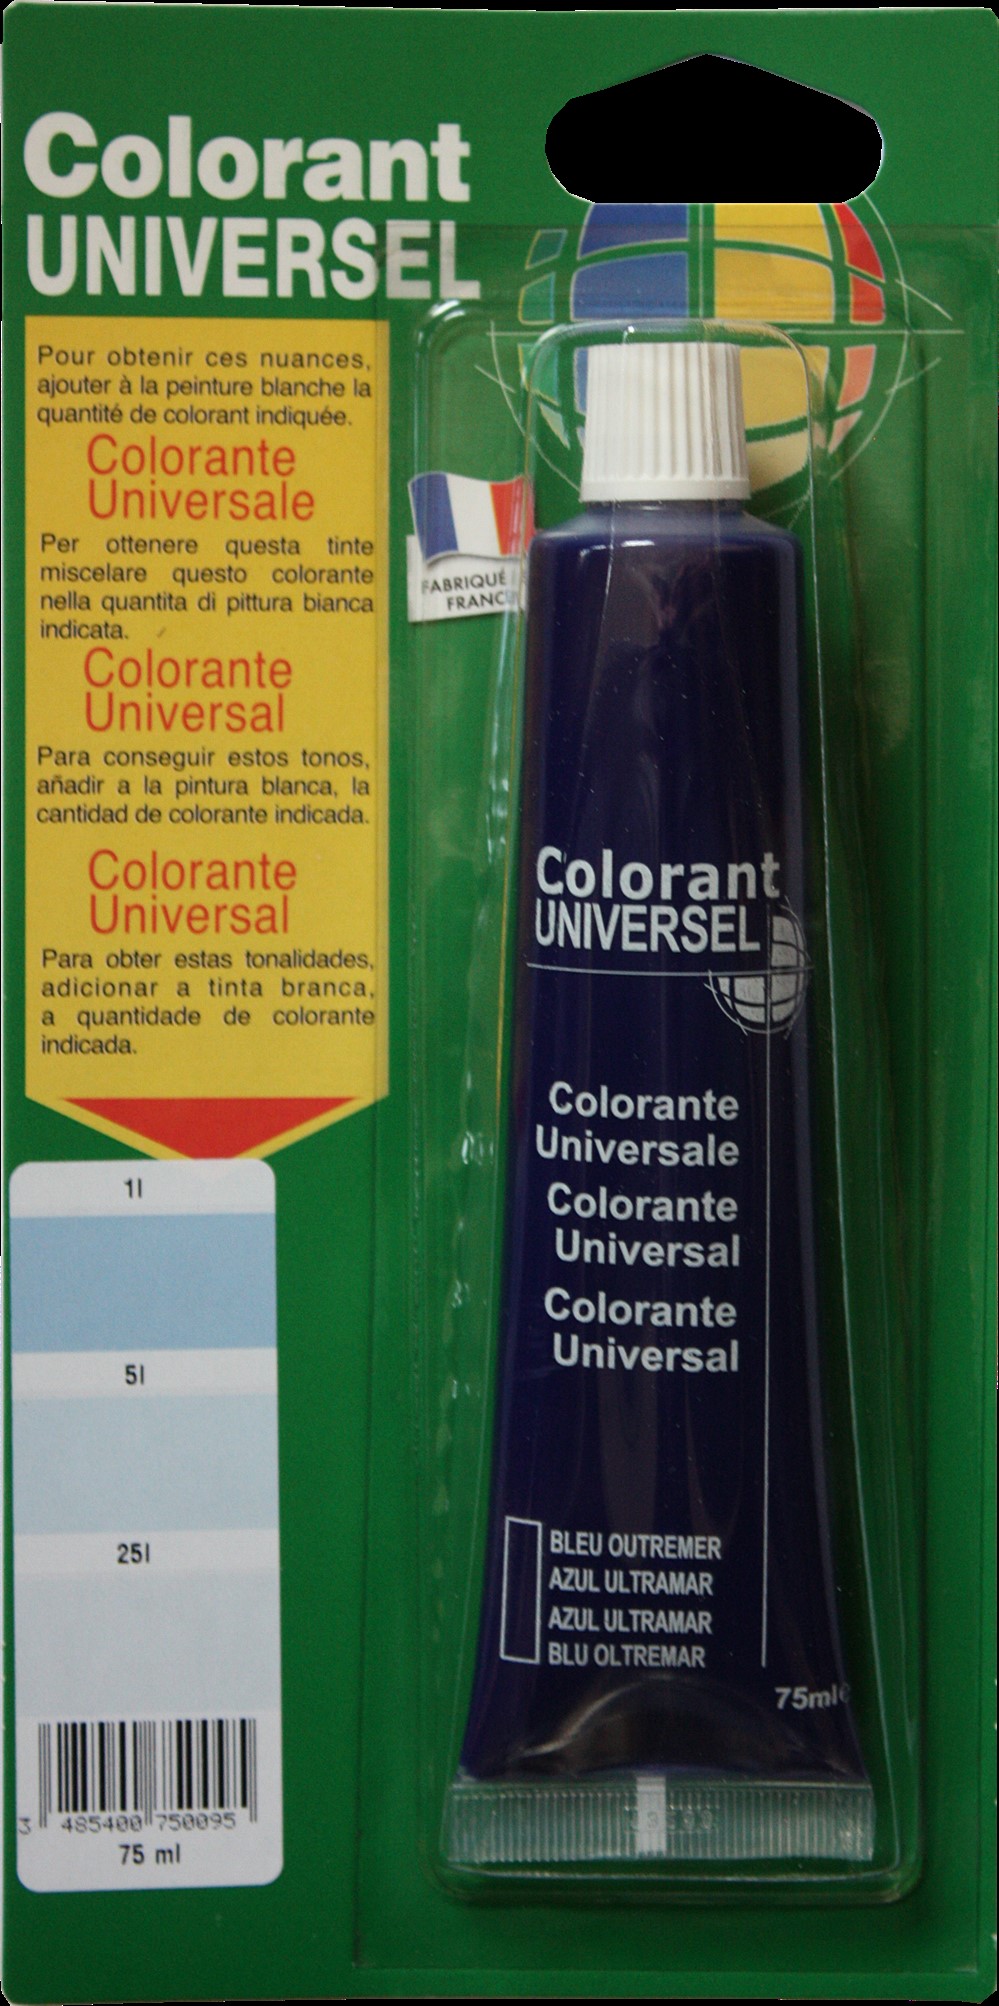 Colorant
UNIVERSEL
Pour obtenir ces nuances,
ajouter à la peinture blanche la
quantité de colorant indiquée.
Colorante
Universale
Per ottenere questa tinte
miscelare questo colorante
nella quantita di pittura bianca
indicata.
Colorante
Universal
Para conseguir estos tonos,
añadir a la pintura blanca, la
cantidad de colorante indicada.
Colorante
Universal
Para obter estas tonalidades,
adicionar a tinta branca,
a quantidade de colorante
indicada.
1l
5l
25l
3 485400 750095
75 ml
FABRIQUÉ
Colorant
UNIVERSEL
Colorante
Universale
Colorante
Universal
Colorante
Universal
BLEU OUTREMER
AZUL ULTRAMAR
AZUL ULTRAMAR
BLU OLTREMAR
75ml